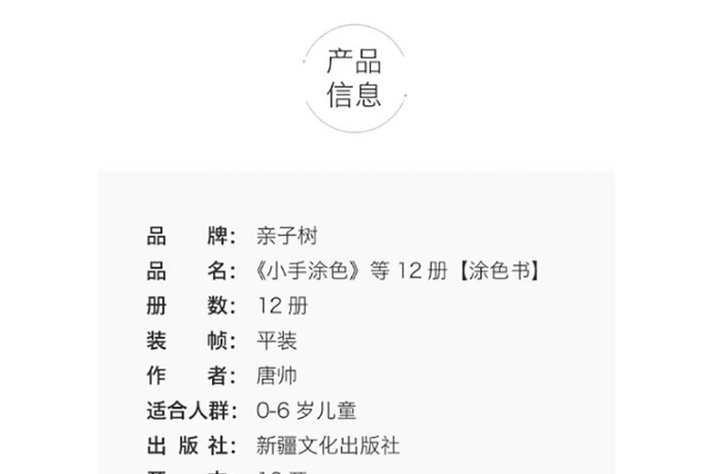 产品
信息
品 牌： 亲子树
品 名： 《小手涂色》等 12 册【涂色书】
册 数： 12 册
装 帧： 平装
作 者： 唐帅
适合人群： 0-6 岁儿童
出 版 社： 新疆文化出版社